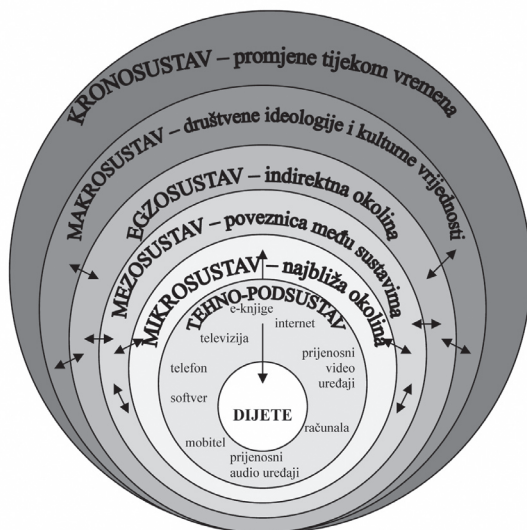 KRONOSUSTAV – promjene tijekom vremena
MAKROSUSTAV – društvene ideologije i kulturne vrijednosti
EGZOSUSTAV – indirektna okolina
MEZOSUSTAV – poveznica među sustavima
MIKROSUSTAV – najbliža okolina
TEHNO-PODSUSTAV
e-knjige
internet
televizija
prijenosni
video
uređaji
telefon
softver
DIJETE
računala
mobitel
prijenosni
audio uređaji